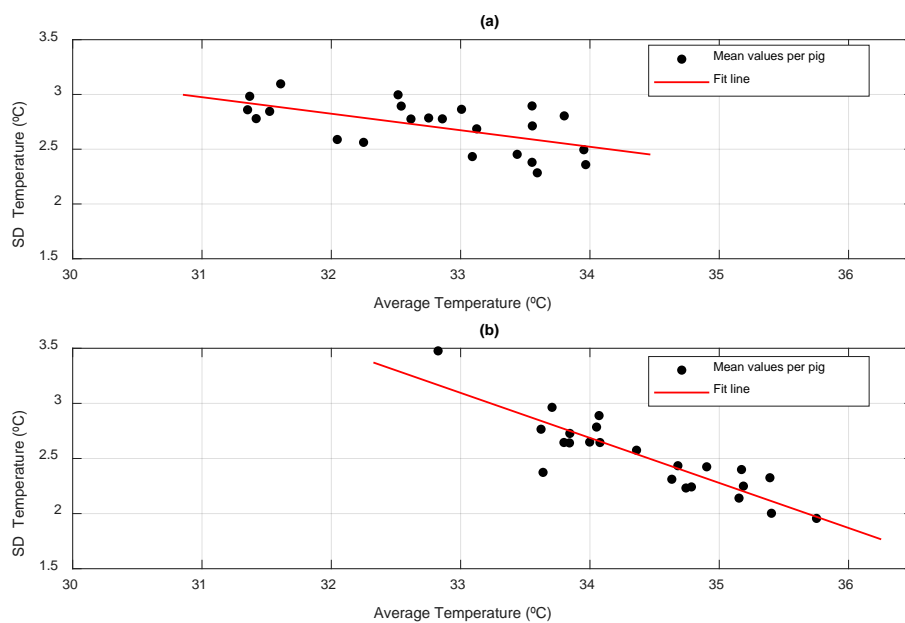 (a)
3.5
3
2.5
2
1.5
SD Temperature (ºC)
Mean values per pig
Fit line
30 31 32 33 34 35 36
Average Temperature (ºC)
(b)
3.5
3
2.5
2
1.5
SD Temperature (ºC)
Mean values per pig
Fit line
30 31 32 33 34 35 36
Average Temperature (ºC)